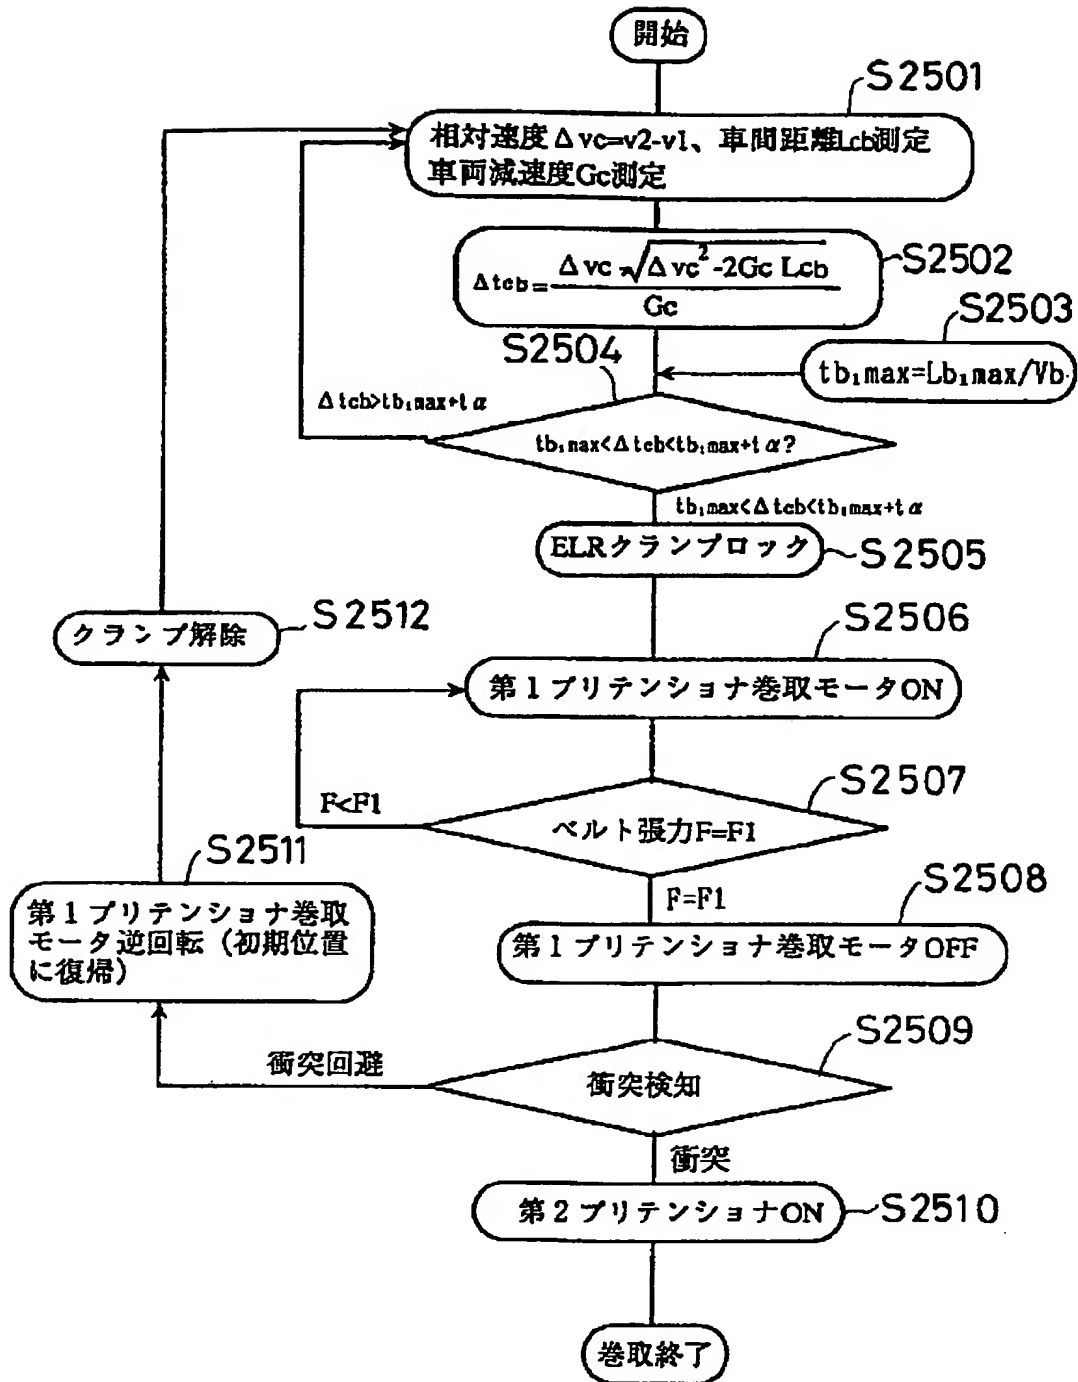 開始
S2501
相対速度Δvc=v2-v1、車間距離Lcb測定
車両減速度Gc測定
S2502
Δtcb=Δvc √Δvc²-2Gc Lcb
Gc
S2503
tb₁max=Lb₁max/Vb
S2504
Δtcb>tb₁max+tα
tb₁max<Δtcb<tb₁max+tα?
tb₁max<Δtcb<tb₁max+tα
ELRクランプロック
S2505
クランプ解除
S2512
S2506
第1プリテンショナ巻取モータON
S2507
F<F1
ベルト張力F=F1
S2511
第1プリテンショナ巻取
モータ逆回転(初期位置
に復帰)
F=F1
S2508
第1プリテンショナ巻取モータOFF
S2509
衝突回避
衝突検知
衝突
第2プリテンショナON
S2510
巻取終了